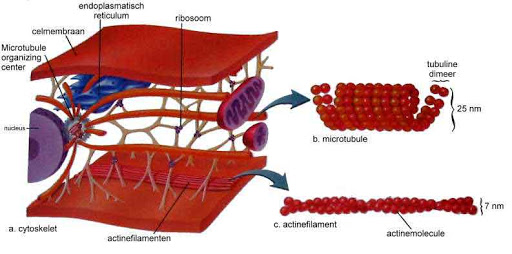 endoplasmatisch
reticulum
ribosoom
celmembraan
Microtubule
organizing
center
nucleus
actinefilamenten
a. cytoskelet
tubuline
dimeer
25 nm
b. microtubule
7 nm
c. actinefilament
actinemolecule